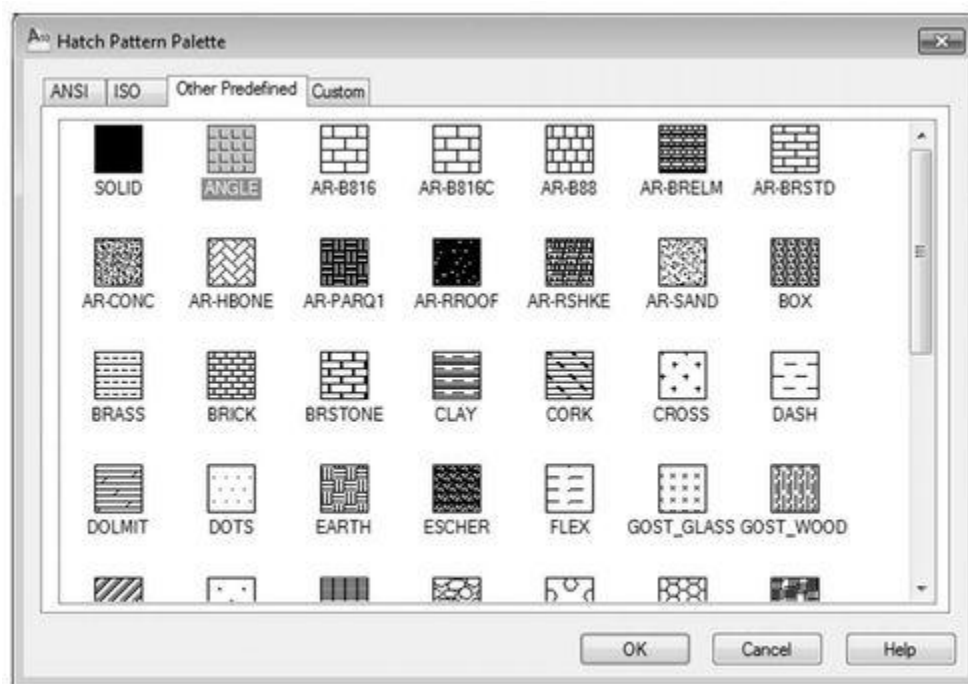 Hatch Pattern Palette
ANSI ISO Other Predefined Custom
SOLID ANGLE AR-B816 AR-B816C AR-B88 AR-BRELM AR-BRSTD
AR-CONC AR-HBONE AR-PARQ1 AR-RROOF AR-RSHKE AR-SAND BOX
BRASS BRICK BRSTONE CLAY CORK CROSS DASH
DOLMIT DOTS EARTH ESCHER FLEX GOST_GLASS GOST_WOOD
OK Cancel Help